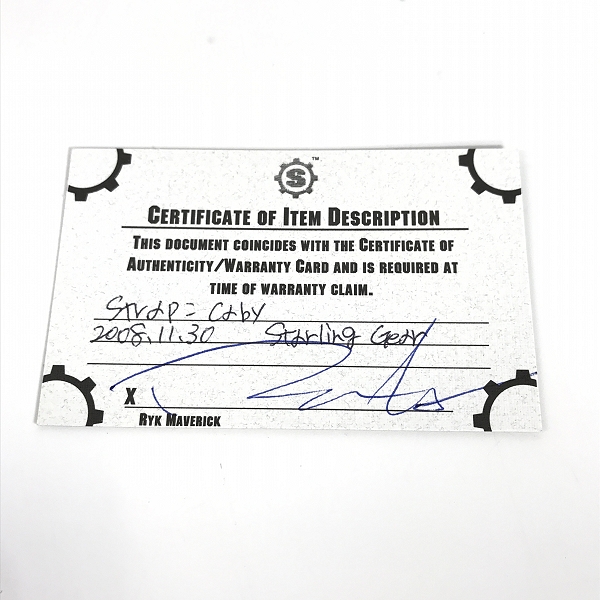 S
™
CERTIFICATE OF ITEM DESCRIPTION
THIS DOCUMENT COINCIDES WITH THE CERTIFICATE OF
AUTHENTICITY/WARRANTY CARD AND IS REQUIRED AT
TIME OF WARRANTY CLAIM.
Strap = Caby
2008.11.30 Starling Gear
X
RYK MAVERICK